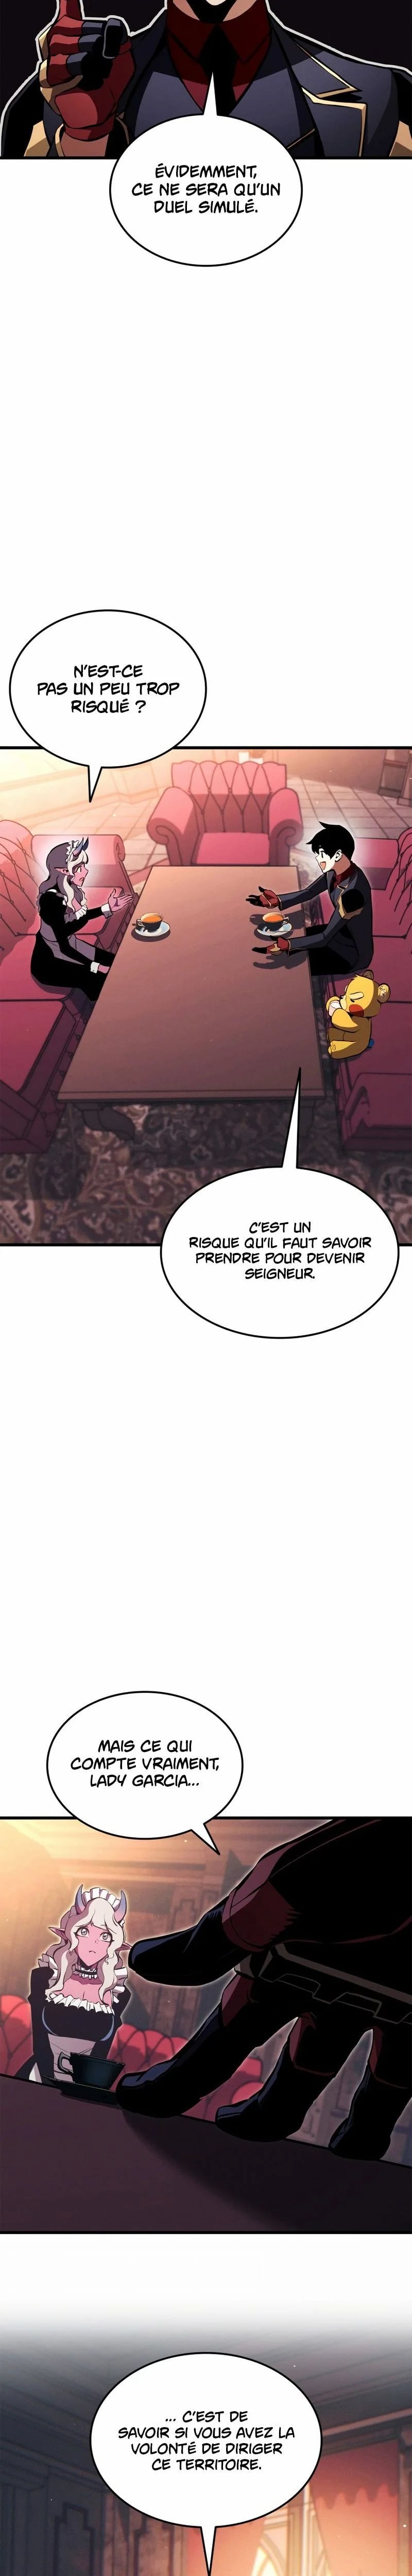 ÉVIDEMMENT,
CE NE SERA QU'UN
DUEL SIMULÉ.
N'EST-CE
PAS UN PEU TROP
RISQUÉ ?
C'EST UN
RISQUE QU'IL FAUT SAVOIR
PRENDRE POUR DEVENIR
SEIGNEUR.
MAIS CE QUI
COMPTE VRAIMENT,
LADY GARCIA...
... C'EST DE
SAVOIR SI VOUS AVEZ LA
VOLONTÉ DE DIRIGER
CE TERRITOIRE.